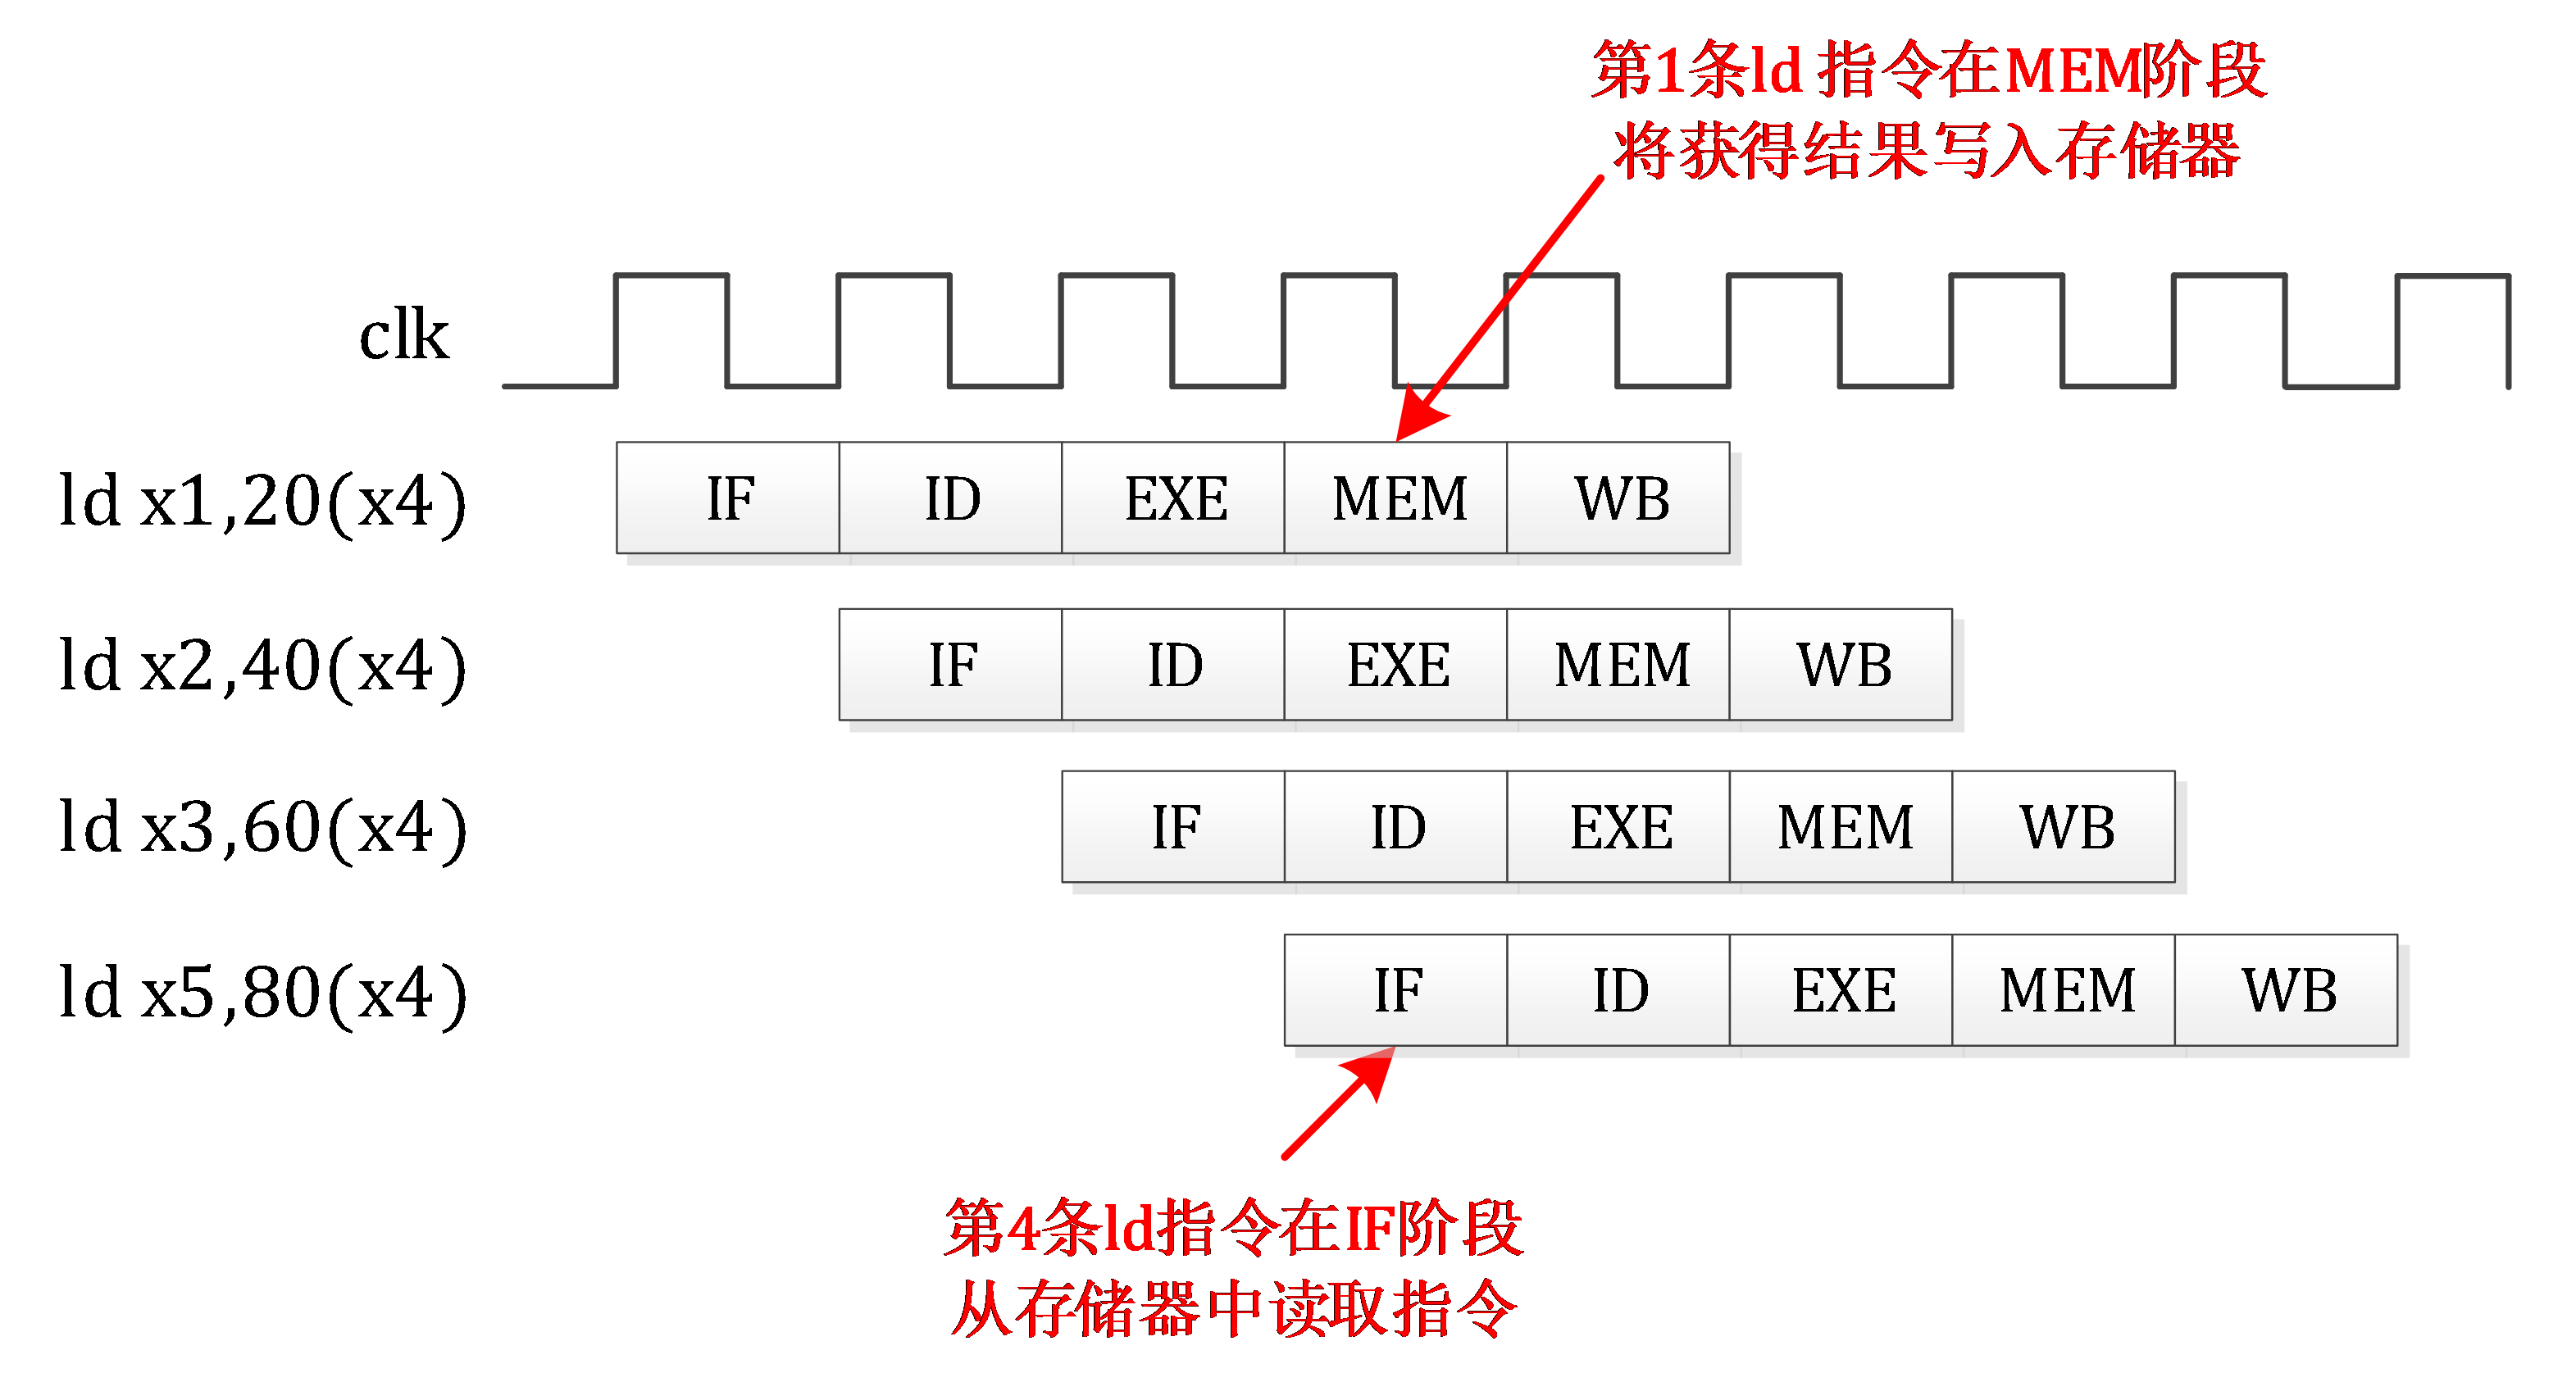 第1条ld 指令在MEM阶段
将获得结果写入存储器
clk
ld x1,20(x4) IF ID EXE MEM WB
ld x2,40(x4) IF ID EXE MEM WB
ld x3,60(x4) IF ID EXE MEM WB
ld x5,80(x4) IF ID EXE MEM WB
第4条ld指令在IF阶段
从存储器中读取指令